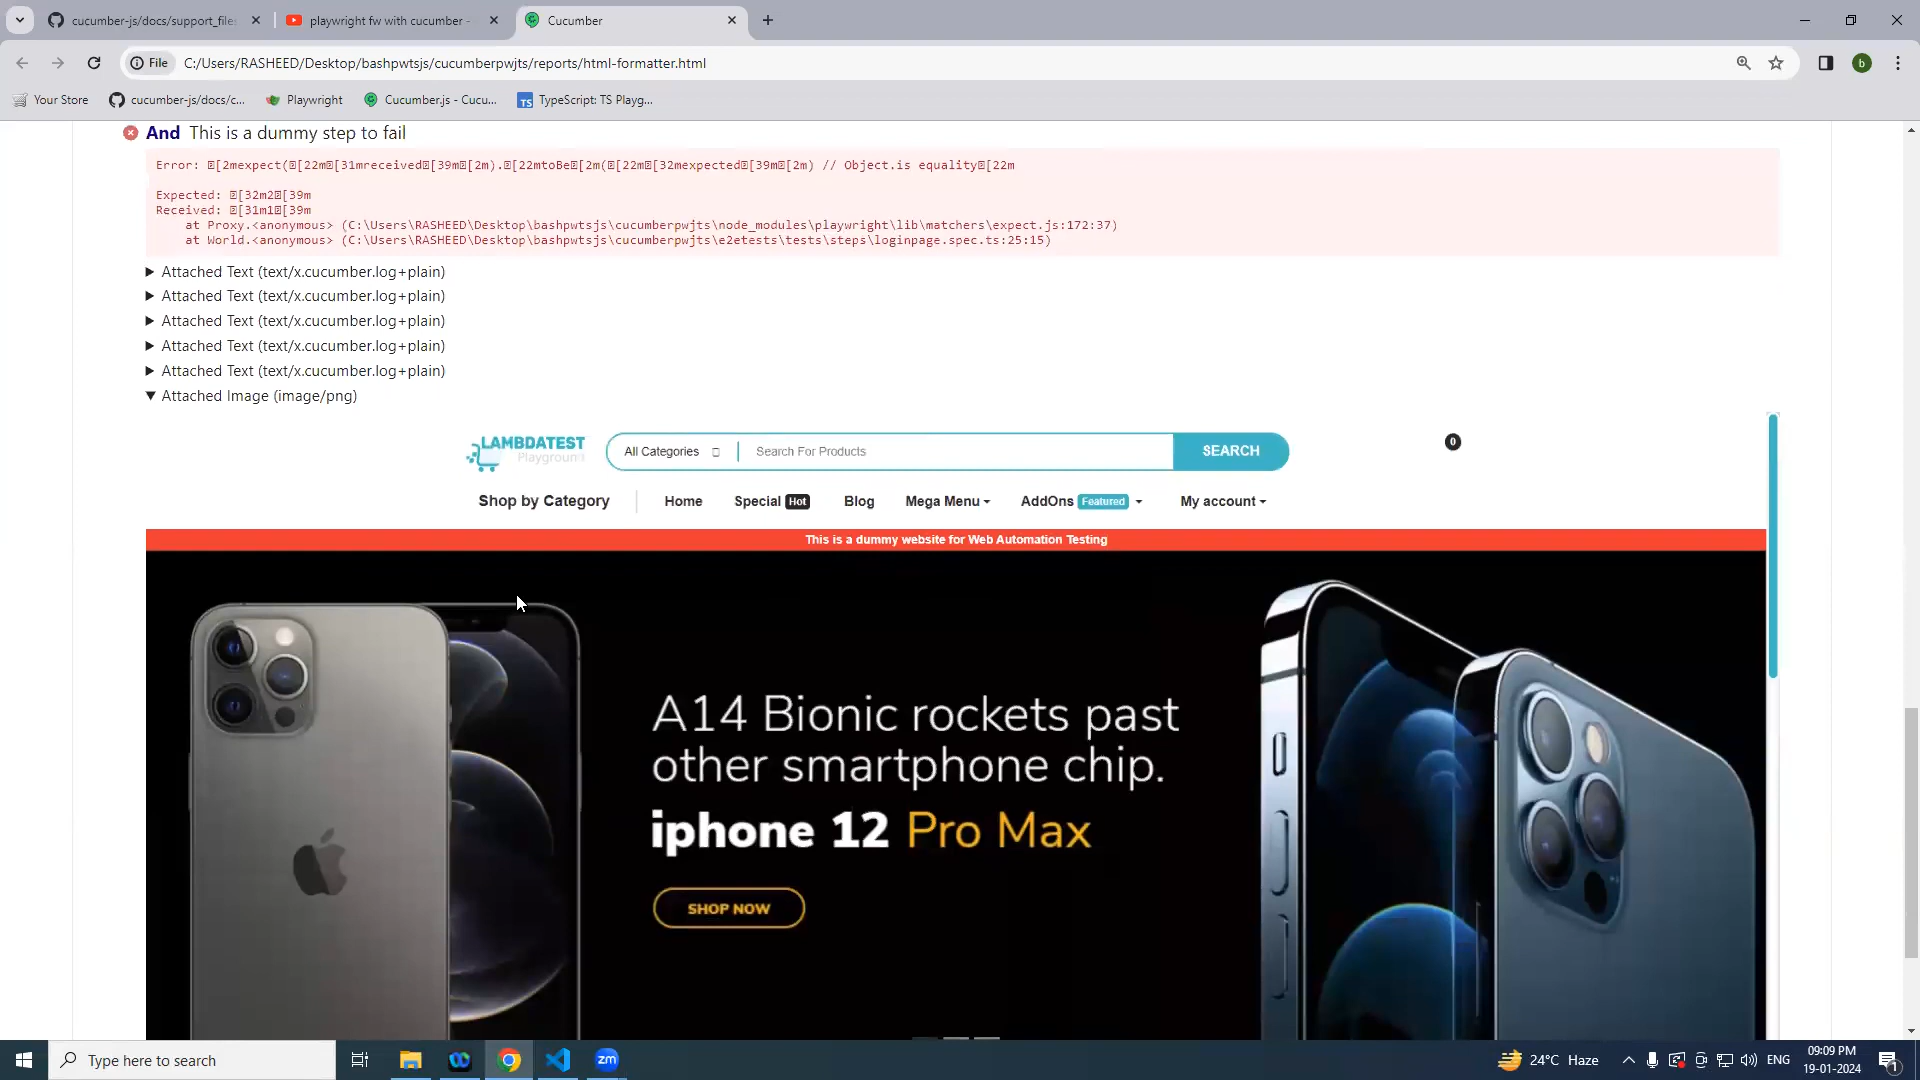 cucumber-js/docs/support_files
playwright fw with cucumber -
Cucumber
File
C:/Users/RASHEED/Desktop/bashpwtsjs/cucumberpwjts/reports/html-formatter.html
b
Your Store
cucumber-js/docs/c...
Playwright
Cucumber.js - Cucu...
TS
TypeScript: TS Playg...
And This is a dummy step to fail
Error: [2mexpect([22m[31mreceived[39m[2m).[22mtoBe[2m([22m[32mexpected[39m[2m) // Object.is equality[22m
Expected: [32m2[39m
Received: [31m1[39m
at Proxy.<anonymous> (C:\Users\RASHEED\Desktop\bashpwtsjs\cucumberpwjts\node_modules\playwright\lib\matchers\expect.js:172:37)
at World.<anonymous> (C:\Users\RASHEED\Desktop\bashpwtsjs\cucumberpwjts\e2etests\tests\steps\loginpage.spec.ts:25:15)
Attached Text (text/x.cucumber.log+plain)
Attached Text (text/x.cucumber.log+plain)
Attached Text (text/x.cucumber.log+plain)
Attached Text (text/x.cucumber.log+plain)
Attached Text (text/x.cucumber.log+plain)
Attached Image (image/png)
LAMBDATEST
Playground
All Categories
Search For Products
SEARCH
0
Shop by Category
Home
Special Hot
Blog
Mega Menu
AddOns Featured
My account
This is a dummy website for Web Automation Testing
A14 Bionic rockets past
other smartphone chip.
iphone 12 Pro Max
SHOP NOW
Type here to search
zm
24°C Haze
ENG
09:09 PM
19-01-2024
1